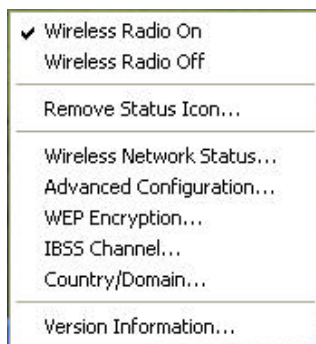 Wireless Radio On
Wireless Radio Off
Remove Status Icon...
Wireless Network Status...
Advanced Configuration...
WEP Encryption...
IBSS Channel...
Country/Domain...
Version Information...